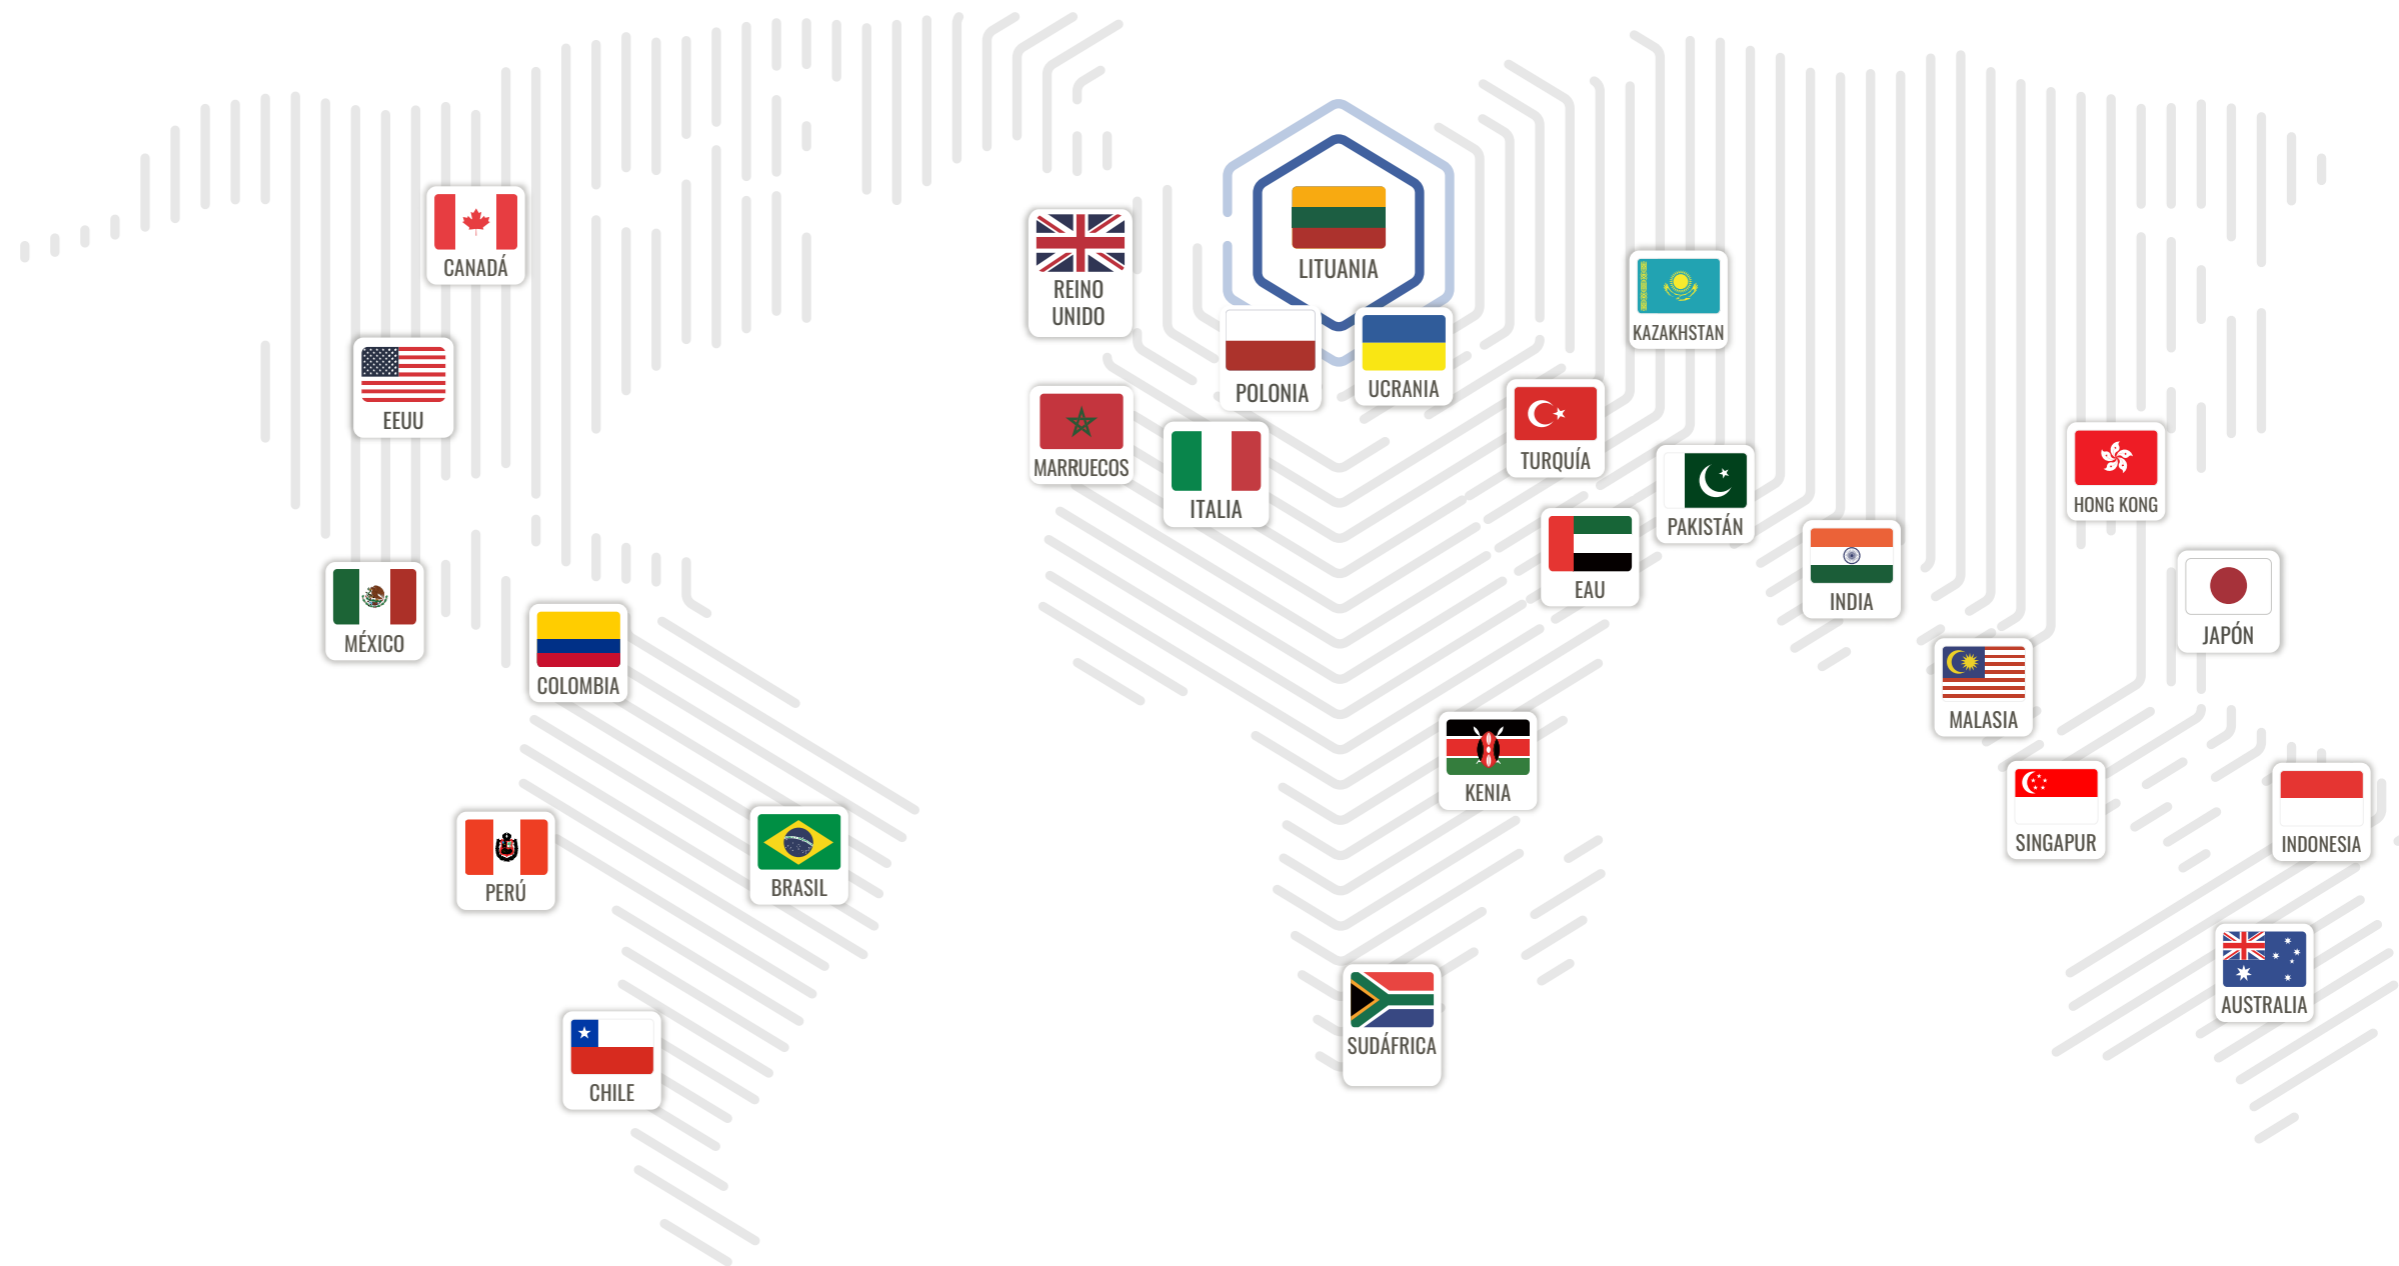 CANADÁ
REINO
UNIDO
LITUANIA
KAZAKHSTAN
EEUU
POLONIA
UCRANIA
MARRUECOS
TURQUÍA
ITALIA
HONG KONG
PAKISTÁN
EAU
INDIA
MÉXICO
JAPÓN
COLOMBIA
MALASIA
KENIA
SINGAPUR
INDONESIA
PERÚ
BRASIL
AUSTRALIA
SUDÁFRICA
CHILE